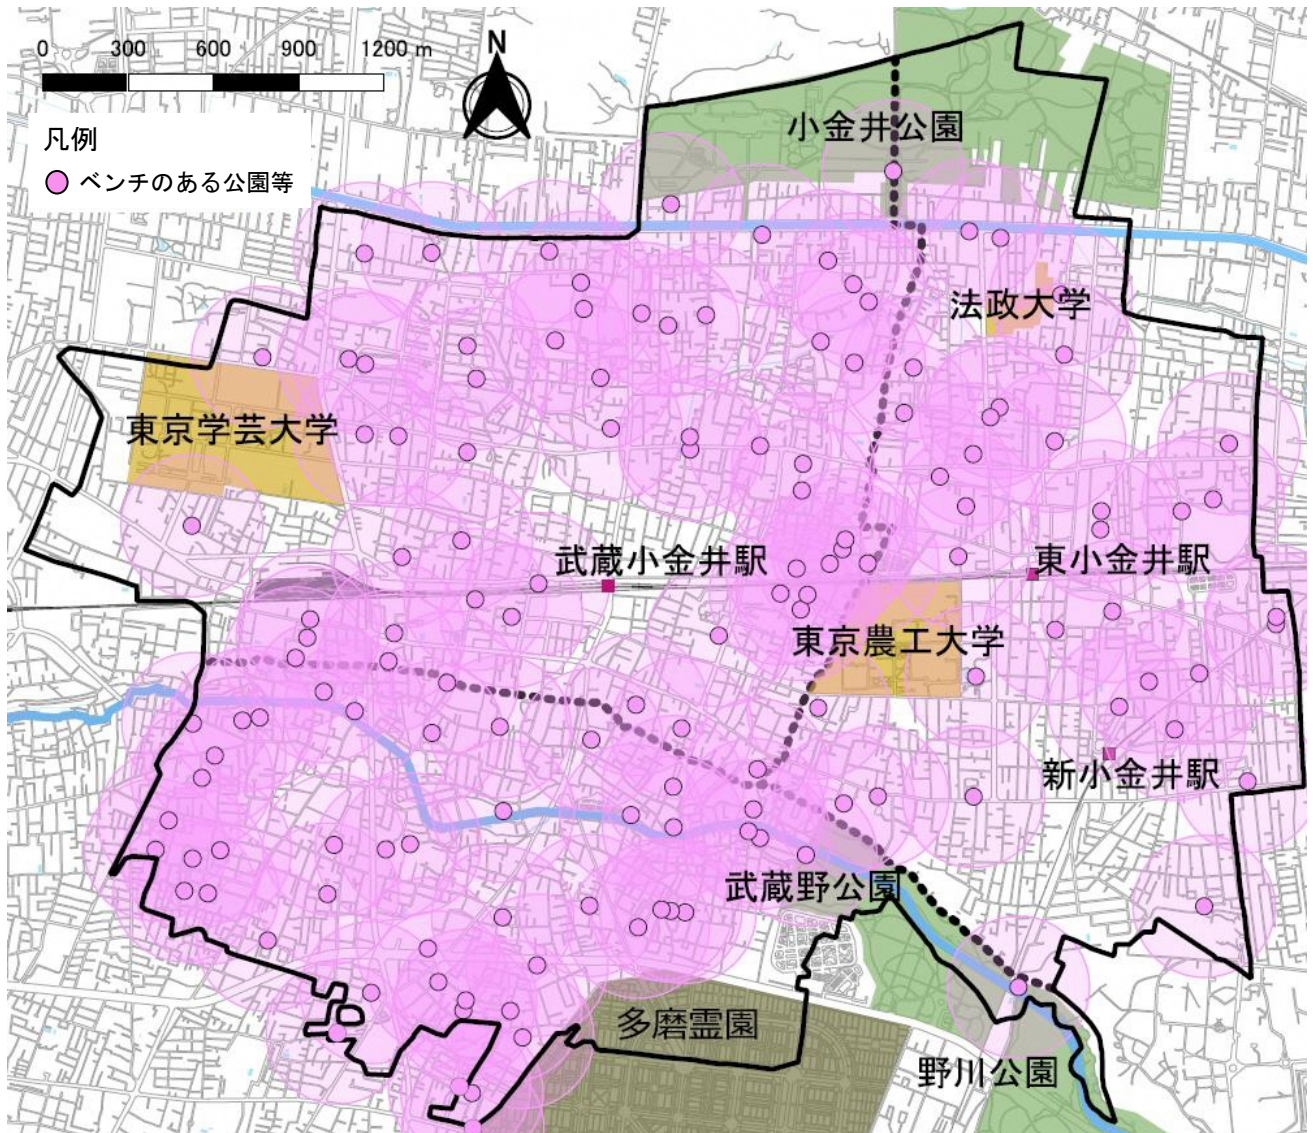 0 300 600 900 1200 m
N
凡例
ベンチのある公園等
小金井公園
法政大学
東京学芸大学
武蔵小金井駅
東小金井駅
東京農工大学
新小金井駅
武蔵野公園
多磨霊園
野川公園